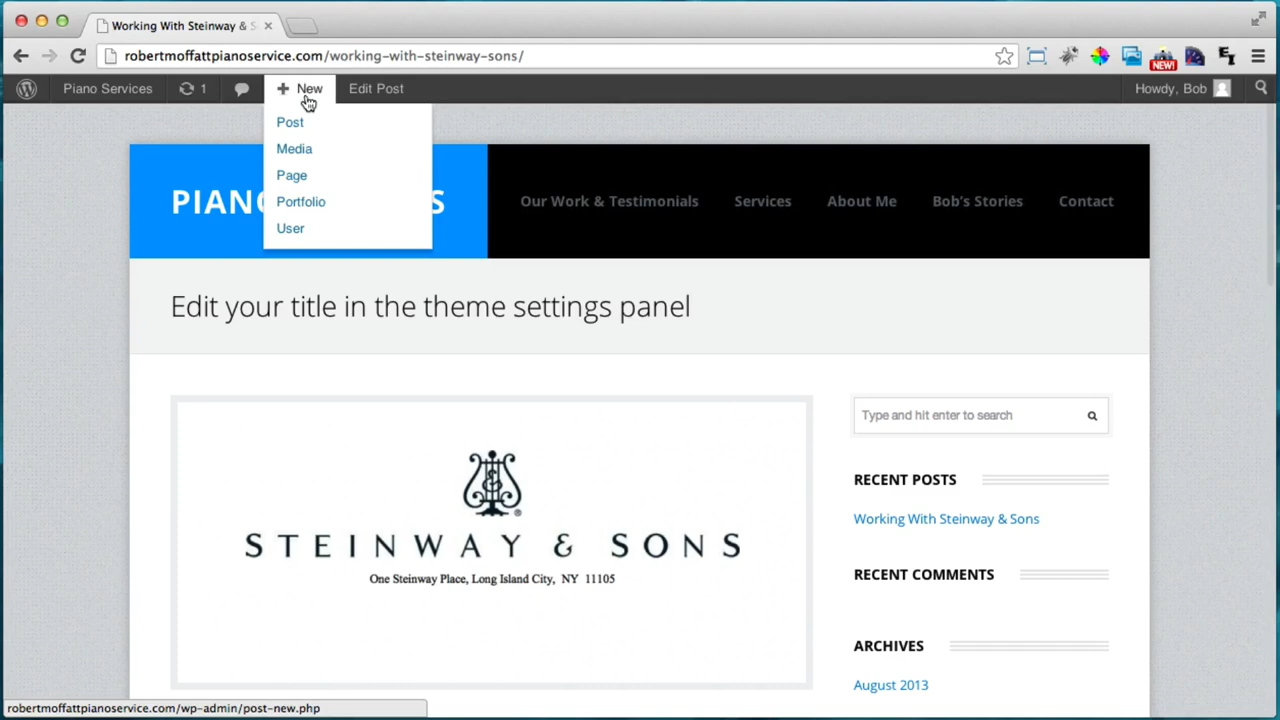 Working With Steinway & S
robertmoffattpianoservice.com/working-with-steinway-sons/
NEW!
Piano Services
1
New
Edit Post
Howdy, Bob
Post
Media
Page
Portfolio
User
Our Work & Testimonials
Services
About Me
Bob's Stories
Contact
Edit your title in the theme settings panel
STEINWAY & SONS
One Steinway Place, Long Island City, NY 11105
Type and hit enter to search
RECENT POSTS
Working With Steinway & Sons
RECENT COMMENTS
ARCHIVES
August 2013
robertmoffattpianoservice.com/wp-admin/post-new.php